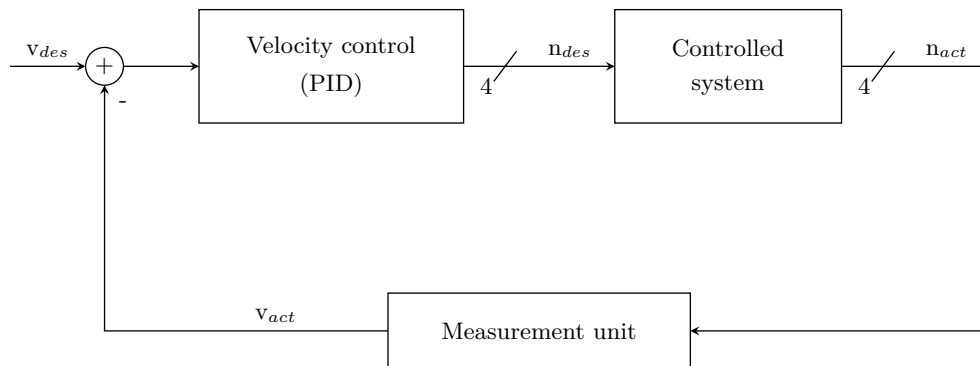 v_des
+
-
Velocity control
(PID)
4
n_des
Controlled
system
4
n_act
v_act
Measurement unit